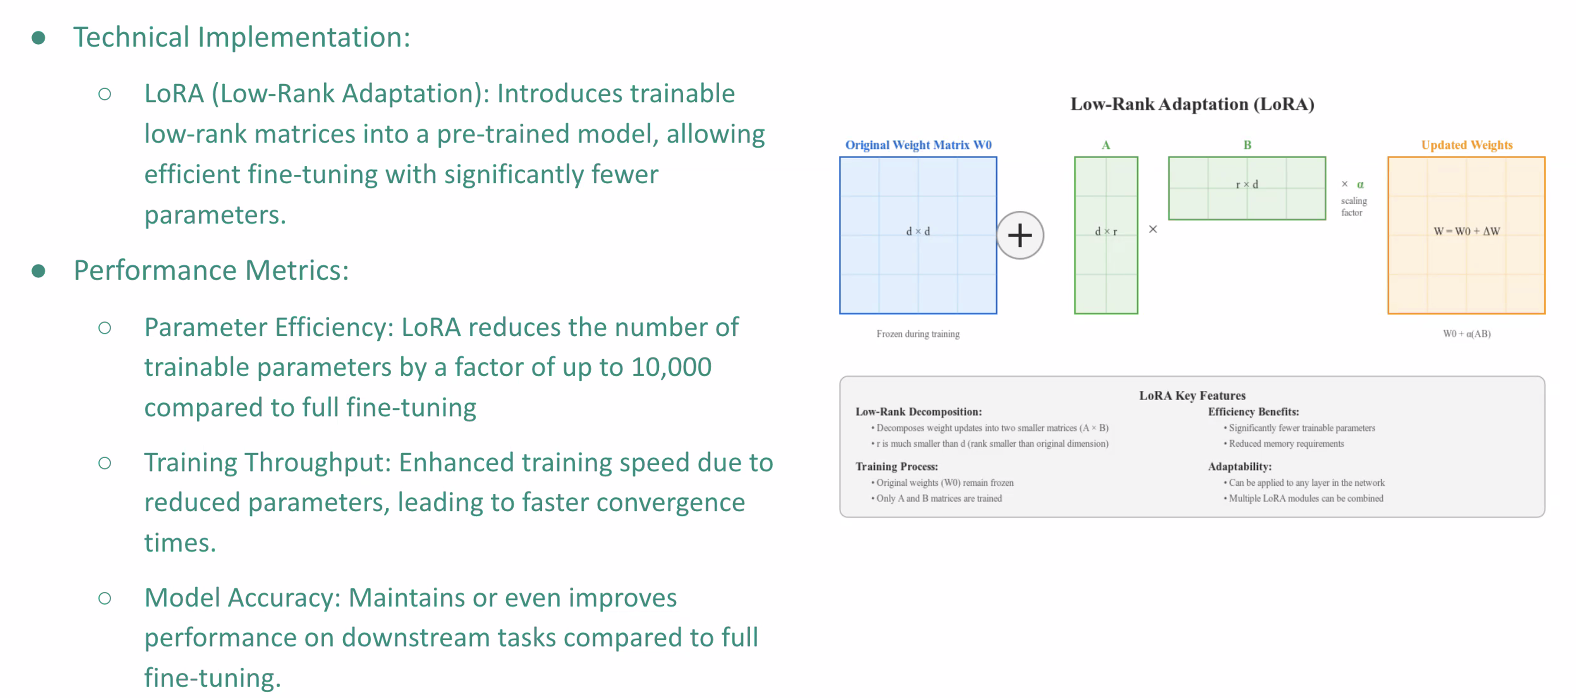 ● Technical Implementation:
○ LoRA (Low-Rank Adaptation): Introduces trainable
low-rank matrices into a pre-trained model, allowing
efficient fine-tuning with significantly fewer
parameters.
● Performance Metrics:
○ Parameter Efficiency: LoRA reduces the number of
trainable parameters by a factor of up to 10,000
compared to full fine-tuning
○ Training Throughput: Enhanced training speed due to
reduced parameters, leading to faster convergence
times.
○ Model Accuracy: Maintains or even improves
performance on downstream tasks compared to full
fine-tuning.
Low-Rank Adaptation (LoRA)
Original Weight Matrix W0
d × d
Frozen during training
+
A
d × r
×
B
r × d
× α
scaling
factor
Updated Weights
W = W0 + ΔW
W0 + α(AB)
LoRA Key Features
Low-Rank Decomposition:
• Decomposes weight updates into two smaller matrices (A × B)
• r is much smaller than d (rank smaller than original dimension)
Training Process:
• Original weights (W0) remain frozen
• Only A and B matrices are trained
Efficiency Benefits:
• Significantly fewer trainable parameters
• Reduced memory requirements
Adaptability:
• Can be applied to any layer in the network
• Multiple LoRA modules can be combined